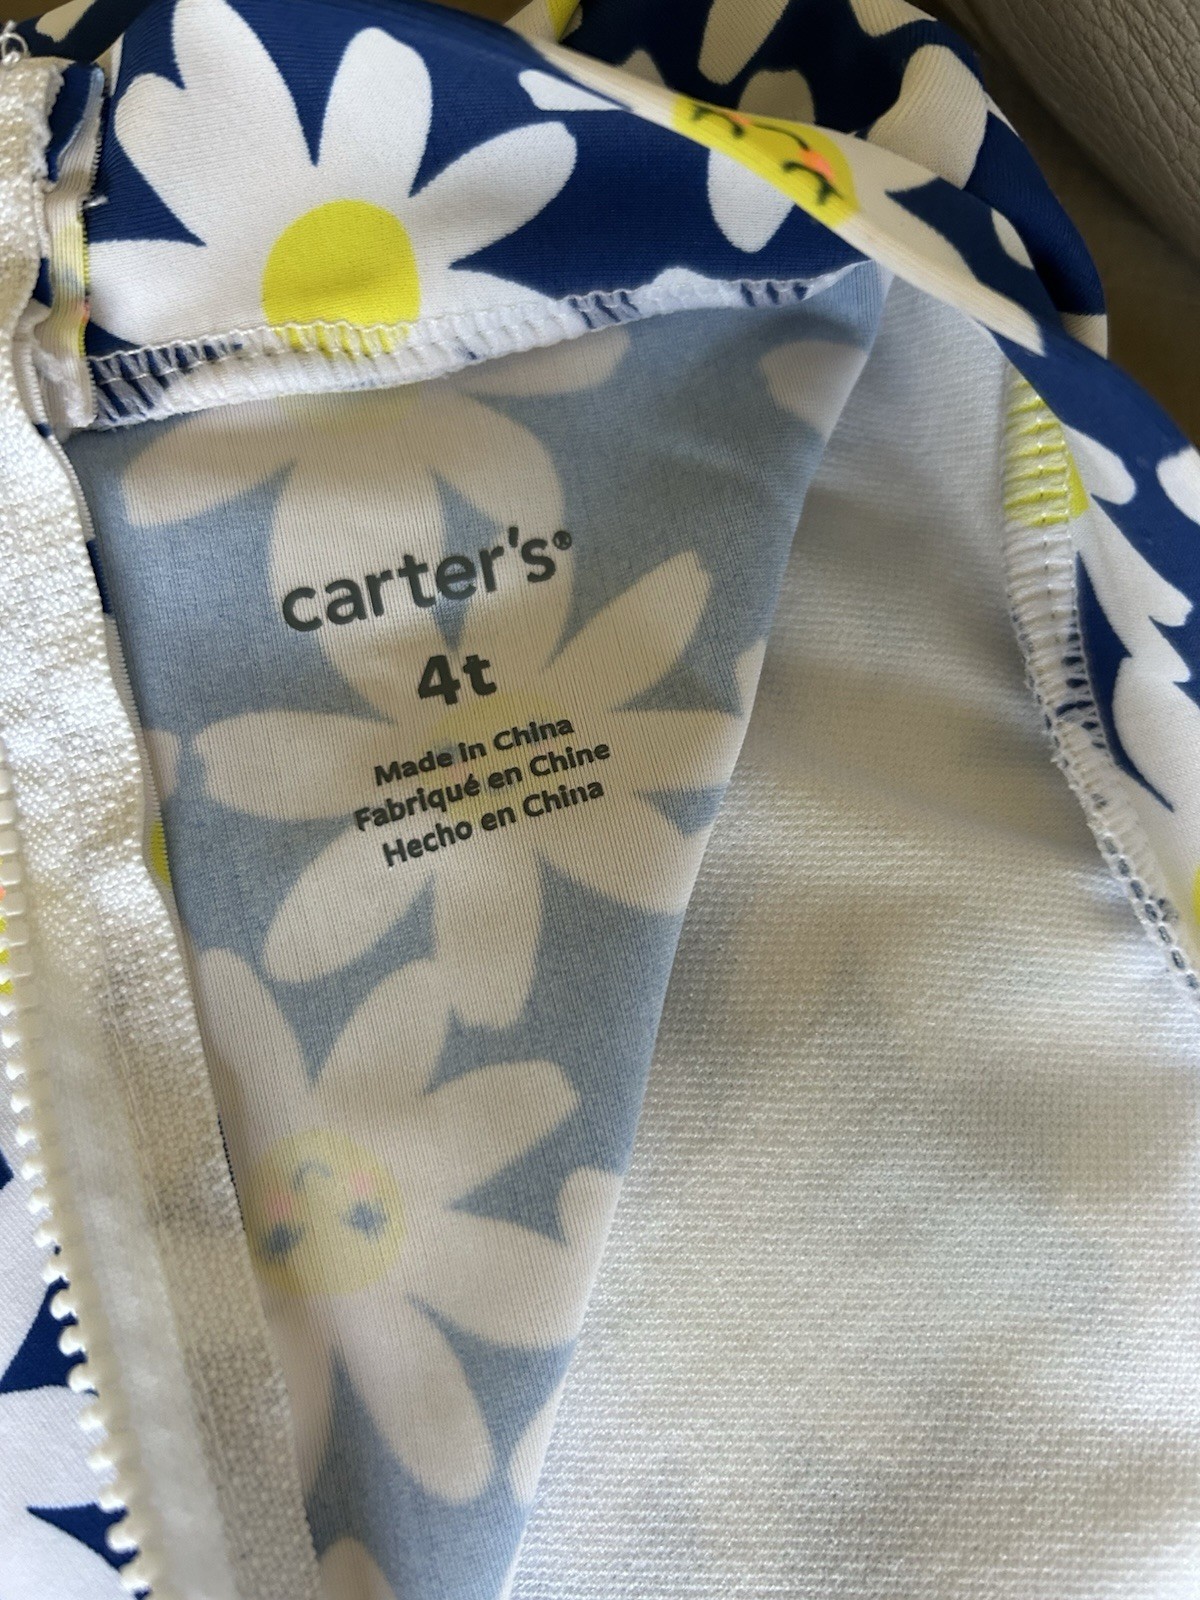 carter's®
4t
Made in China
Fabriqué en Chine
Hecho en China